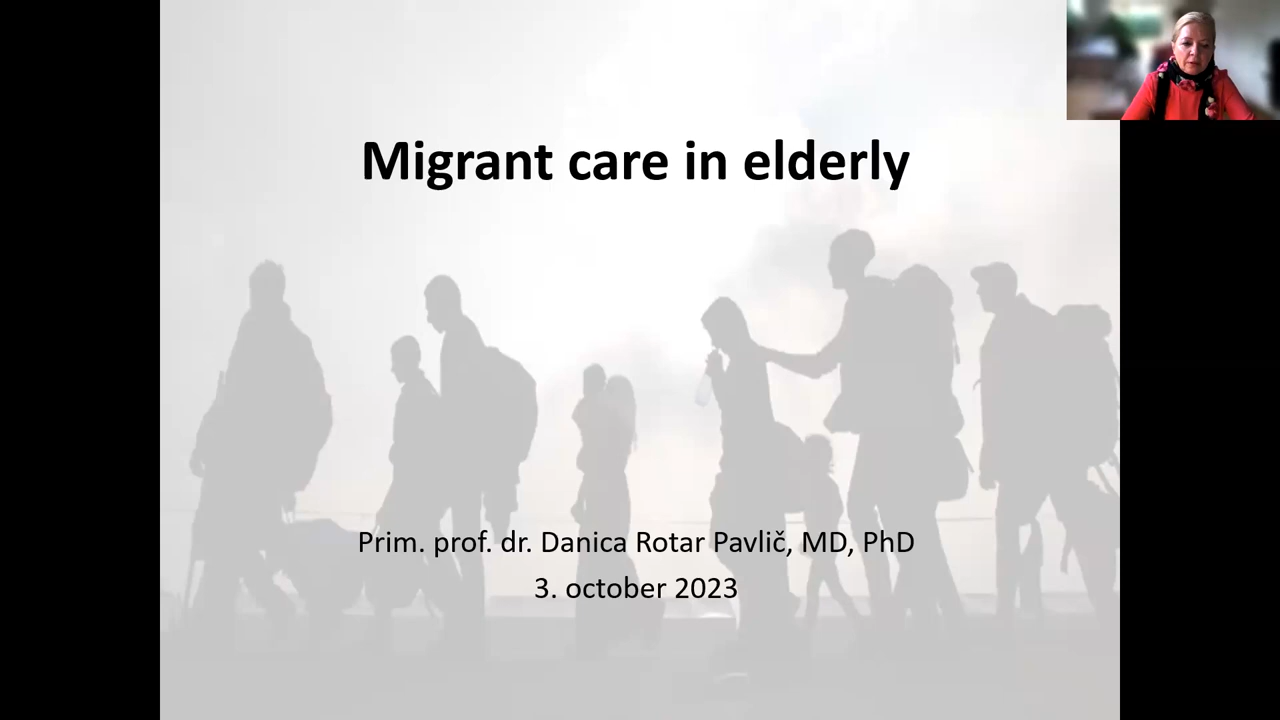 Migrant care in elderly
Prim. prof. dr. Danica Rotar Pavlič, MD, PhD
3. october 2023